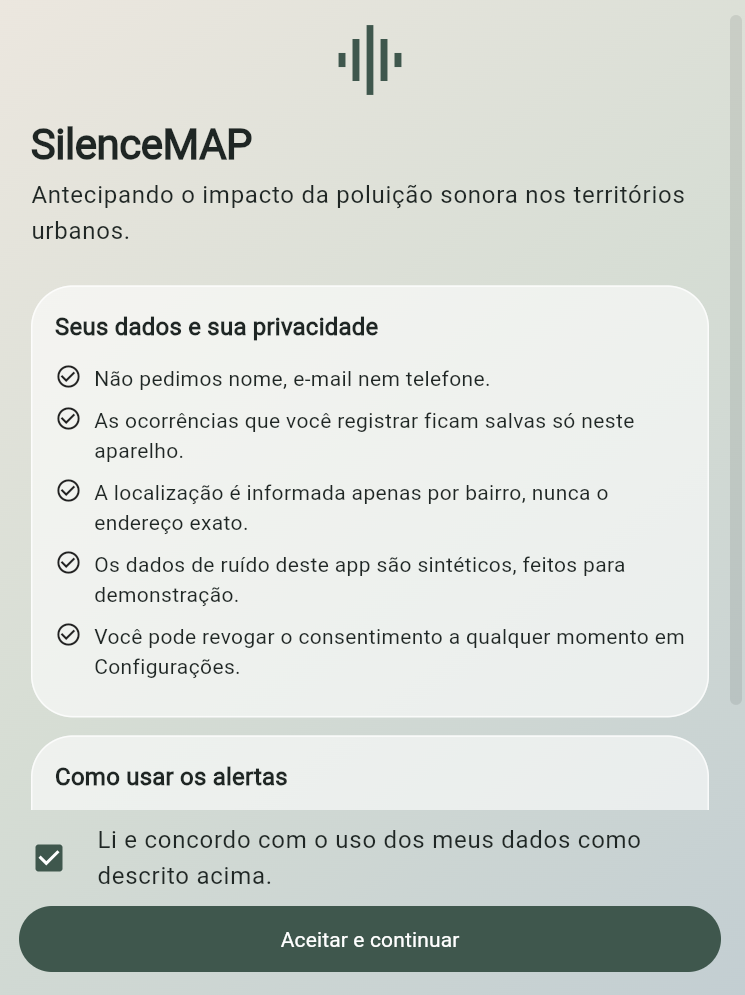 SilenceMAP
Antecipando o impacto da poluição sonora nos territórios
urbanos.
Seus dados e sua privacidade
Não pedimos nome, e-mail nem telefone.
As ocorrências que você registrar ficam salvas só neste
aparelho.
A localização é informada apenas por bairro, nunca o
endereço exato.
Os dados de ruído deste app são sintéticos, feitos para
demonstração.
Você pode revogar o consentimento a qualquer momento em
Configurações.
Como usar os alertas
Li e concordo com o uso dos meus dados como
descrito acima.
Aceitar e continuar